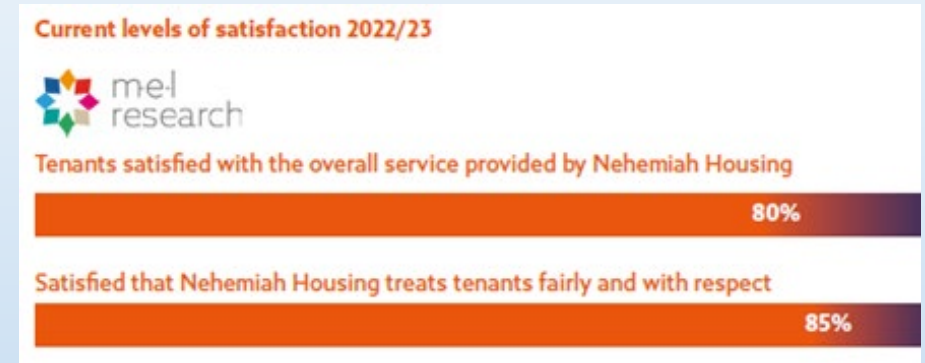 Current levels of satisfaction 2022/23
m·e·l
research
Tenants satisfied with the overall service provided by Nehemiah Housing
80%
Satisfied that Nehemiah Housing treats tenants fairly and with respect
85%